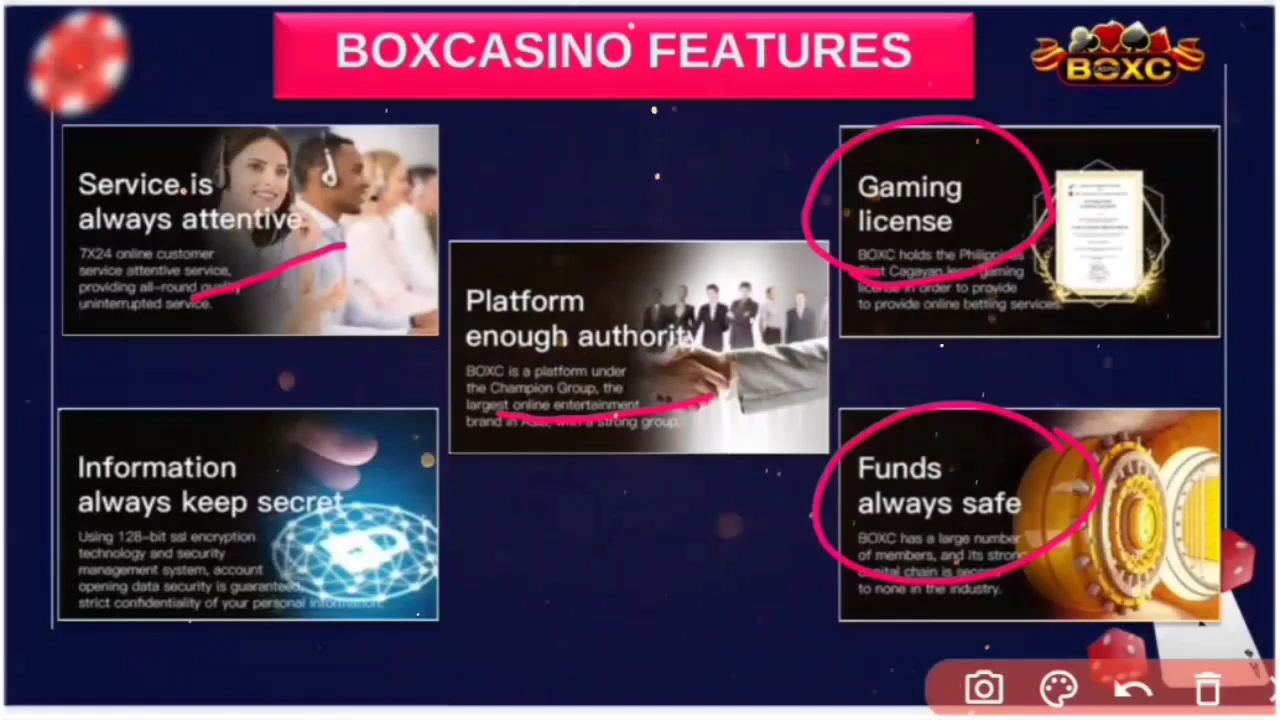 BOXCASINO FEATURES
BOXC
CASINO
Service is
always attentive
7X24 online customer
service attentive service,
providing all-round quality
uninterrupted service.
Platform
enough authority
BOXC is a platform under
the Champion Group, the
largest online entertainment
brand in Asia, with a strong group.
Gaming
license
BOXC holds the Philippines
First Cagayan legal gaming
license in order to provide
to provide online betting services.
Information
always keep secret
Using 128-bit ssl encryption
technology and security
management system, account
opening data security is guaranteed,
strict confidentiality of your personal information.
Funds
always safe
BOXC has a large number
of members, and its strong
capital chain is second
to none in the industry.